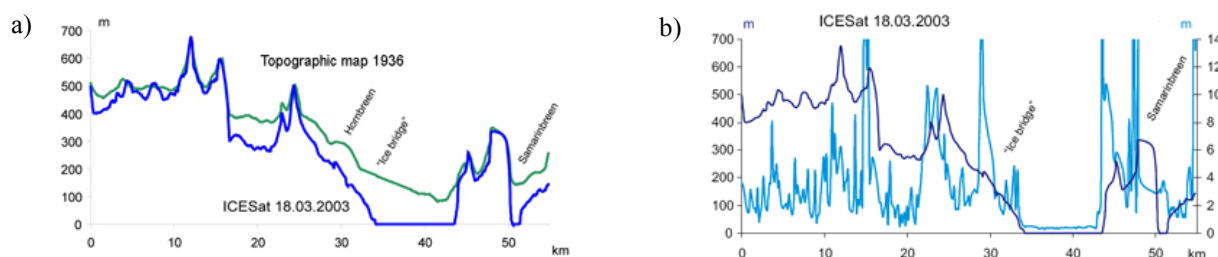 a)
m
700
600
500
400
300
200
100
0
Topographic map 1936
Hornbreen
"Ice bridge"
Samarinbreen
ICESat 18.03.2003
0 10 20 30 40 50
km
b)
ICESat 18.03.2003
m
m
700
600
500
400
300
200
100
0
14
12
10
8
6
4
2
0
"Ice bridge"
Samarinbreen
0 10 20 30 40 50
km